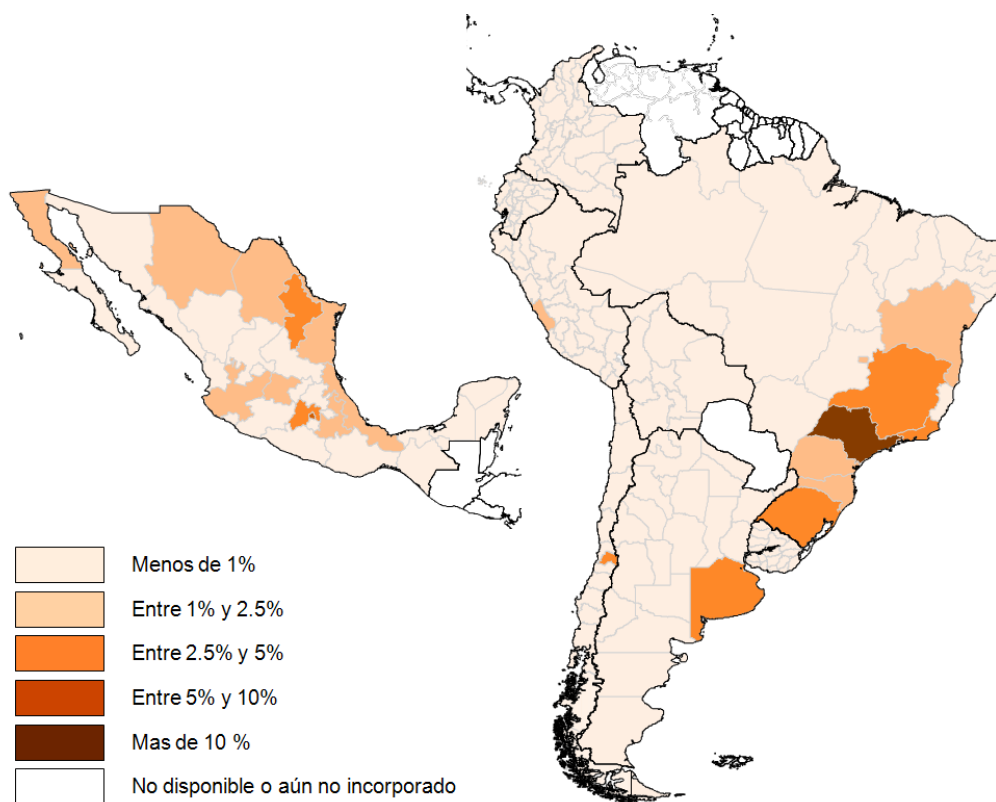 Menos de 1%
Entre 1% y 2.5%
Entre 2.5% y 5%
Entre 5% y 10%
Mas de 10 %
No disponible o aún no incorporado